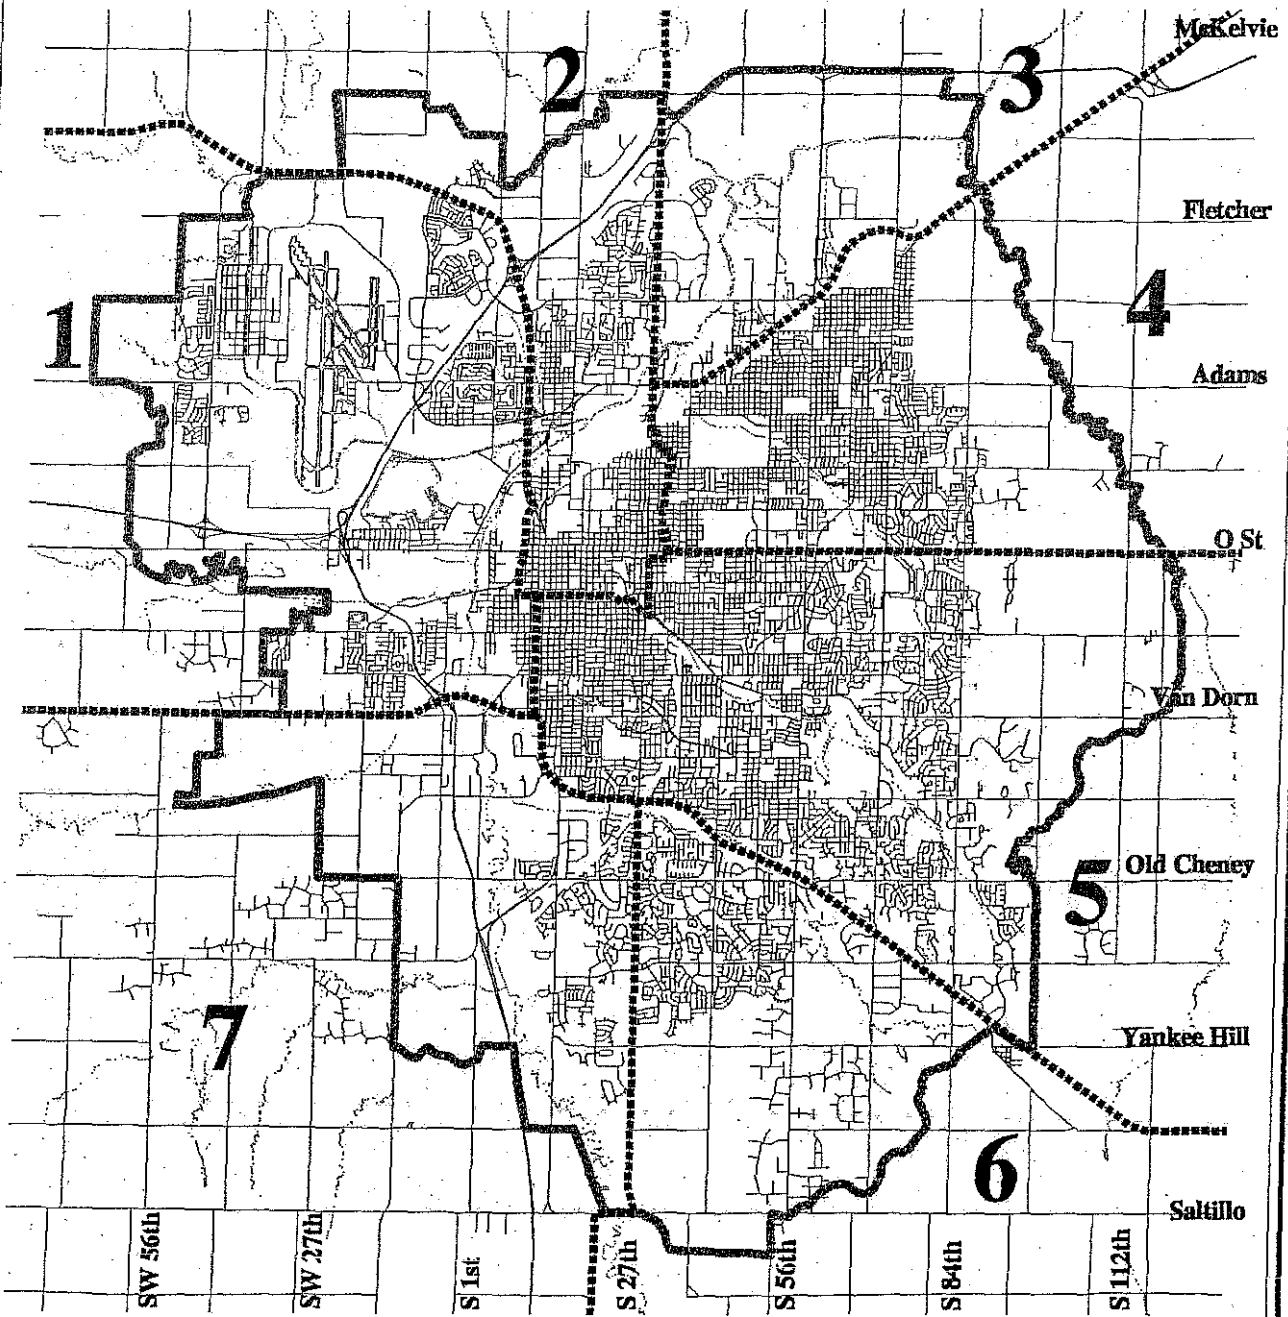 McKelvie
2
3
Fletcher
4
1
Adams
O St
Van Dorn
Old Cheney
5
7
Yankee Hill
6
Saltillo
SW 56th
SW 27th
S 1st
S 27th
S 56th
S 84th
S 112th